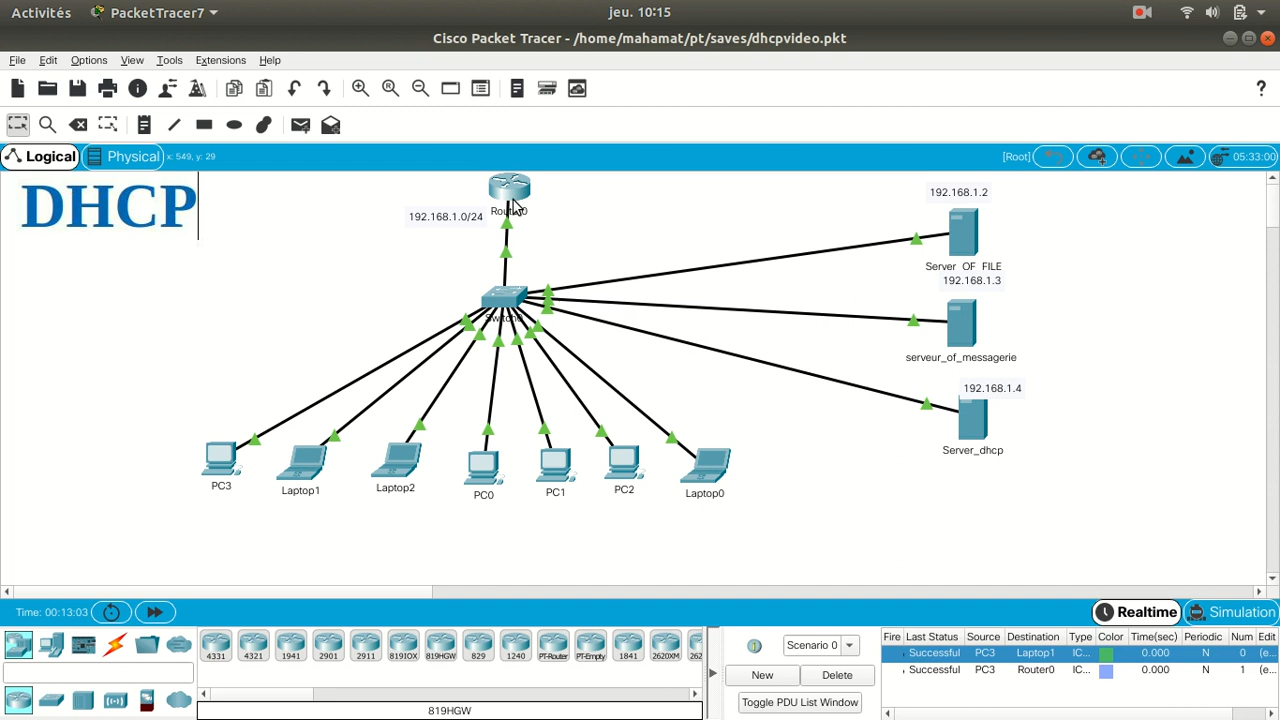 Activités
PacketTracer7
jeu. 10:15
Cisco Packet Tracer - /home/mahamat/pt/saves/dhcpvideo.pkt
File Edit Options View Tools Extensions Help
?
Logical
Physical
x: 549, y: 29
[Root]
05:33:00
DHCP
192.168.1.0/24
192.168.1.2
Server OF FILE
192.168.1.3
Switch0
serveur_of_messagerie
192.168.1.4
Server_dhcp
PC3
Laptop1
Laptop2
PC0
PC1
PC2
Laptop0
Time: 00:13:03
Realtime
Simulation
4331 4321 1941 2901 2911 819IOX 819HGW 829 1240 PT-Router PT-Empty 1841 2620XM 262
819HGW
Scenario 0
New
Delete
Toggle PDU List Window
Fire Last Status Source Destination Type Color Time(sec) Periodic Num Edit
Successful PC3 Laptop1 IC... 0.000 N 0 (e...
Successful PC3 Router0 IC... 0.000 N 1 (e...